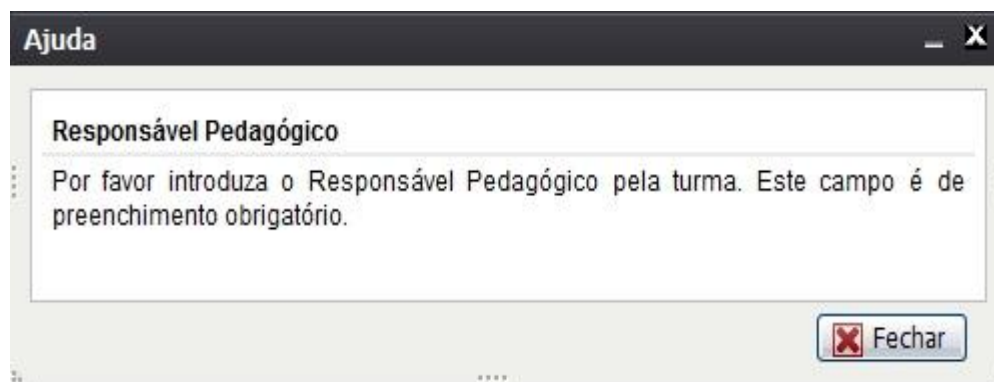 Ajuda
Responsável Pedagógico
Por favor introduza o Responsável Pedagógico pela turma. Este campo é de
preenchimento obrigatório.
Fechar